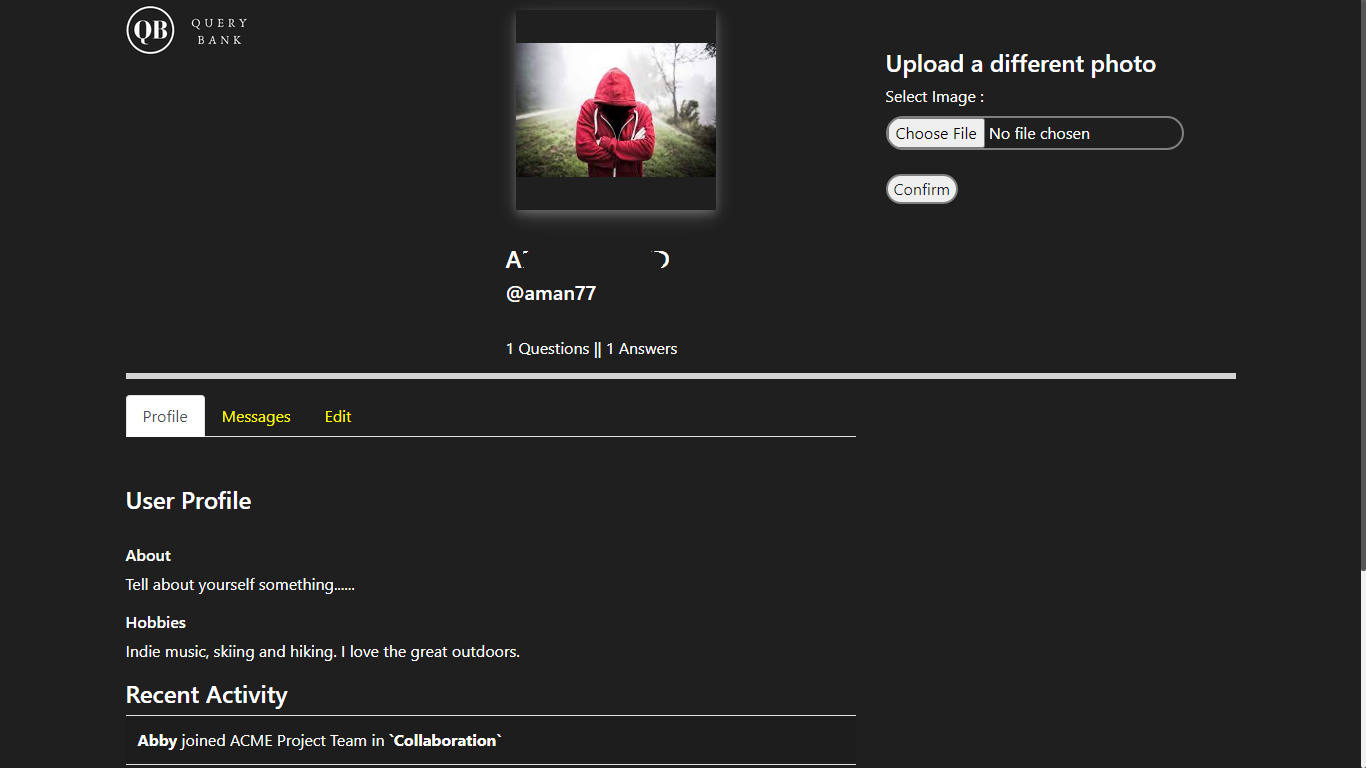 QB
QUERY
BANK
Upload a different photo
Select Image :
Choose File No file chosen
Confirm
@aman77
1 Questions || 1 Answers
Profile Messages Edit
User Profile
About
Tell about yourself something......
Hobbies
Indie music, skiing and hiking. I love the great outdoors.
Recent Activity
Abby joined ACME Project Team in `Collaboration`